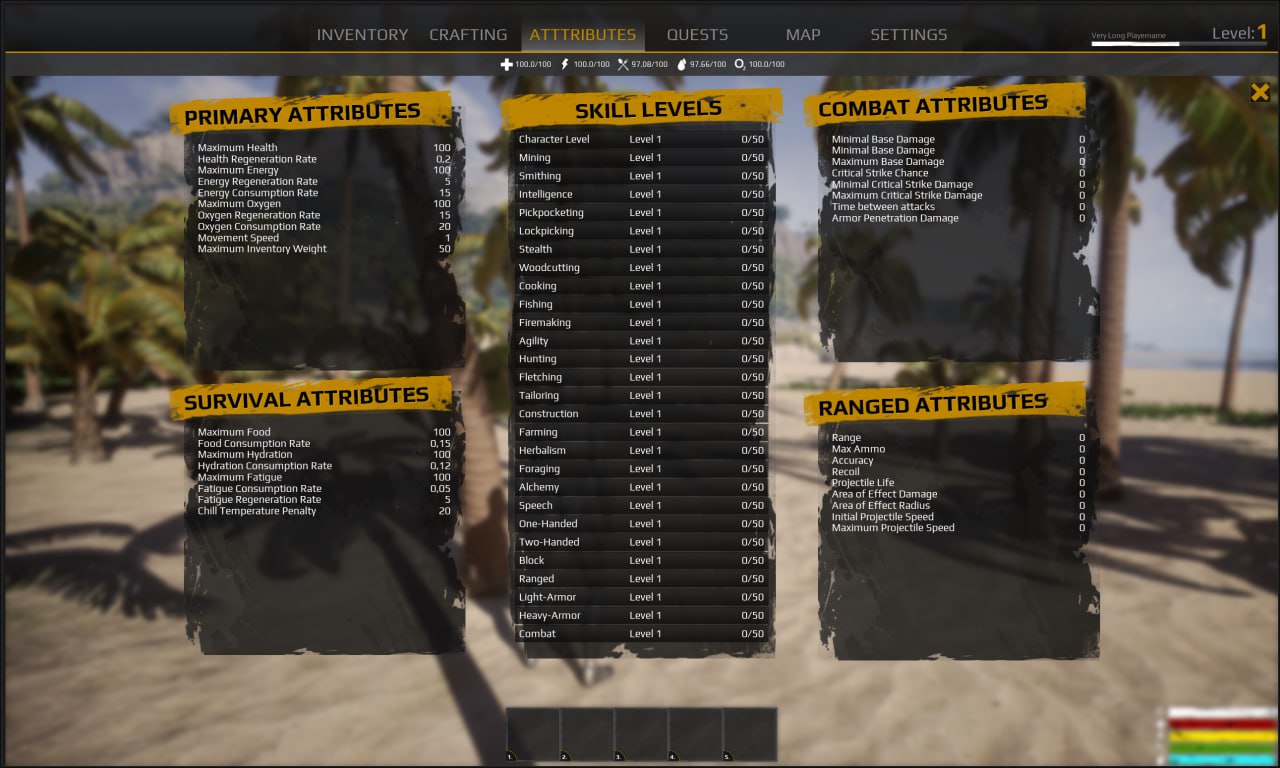 INVENTORY CRAFTING ATTTRIBUTES QUESTS MAP SETTINGS
Very Long Playername Level: 1
100.0/100 100.0/100 97.08/100 97.66/100 O2 100.0/100
PRIMARY ATTRIBUTES
Maximum Health 100
Health Regeneration Rate 0,2
Maximum Energy 100
Energy Regeneration Rate 5
Energy Consumption Rate 15
Maximum Oxygen 100
Oxygen Regeneration Rate 15
Oxygen Consumption Rate 20
Movement Speed 1
Maximum Inventory Weight 50
SURVIVAL ATTRIBUTES
Maximum Food 100
Food Consumption Rate 0,15
Maximum Hydration 100
Hydration Consumption Rate 0,12
Maximum Fatigue 100
Fatigue Consumption Rate 0,05
Fatigue Regeneration Rate 5
Chill Temperature Penalty 20
SKILL LEVELS
Character Level Level 1 0/50
Mining Level 1 0/50
Smithing Level 1 0/50
Intelligence Level 1 0/50
Pickpocketing Level 1 0/50
Lockpicking Level 1 0/50
Stealth Level 1 0/50
Woodcutting Level 1 0/50
Cooking Level 1 0/50
Fishing Level 1 0/50
Firemaking Level 1 0/50
Agility Level 1 0/50
Hunting Level 1 0/50
Fletching Level 1 0/50
Tailoring Level 1 0/50
Construction Level 1 0/50
Farming Level 1 0/50
Herbalism Level 1 0/50
Foraging Level 1 0/50
Alchemy Level 1 0/50
Speech Level 1 0/50
One-Handed Level 1 0/50
Two-Handed Level 1 0/50
Block Level 1 0/50
Ranged Level 1 0/50
Light-Armor Level 1 0/50
Heavy-Armor Level 1 0/50
Combat Level 1 0/50
COMBAT ATTRIBUTES
Minimal Base Damage 0
Minimal Base Damage 0
Maximum Base Damage 0
Critical Strike Chance 0
Minimal Critical Strike Damage 0
Maximum Critical Strike Damage 0
Time between attacks 0
Armor Penetration Damage 0
RANGED ATTRIBUTES
Range 0
Max Ammo 0
Accuracy 0
Recoil 0
Projectile Life 0
Area of Effect Damage 0
Area of Effect Radius 0
Initial Projectile Speed 0
Maximum Projectile Speed 0
1. 2. 3. 4. 5.